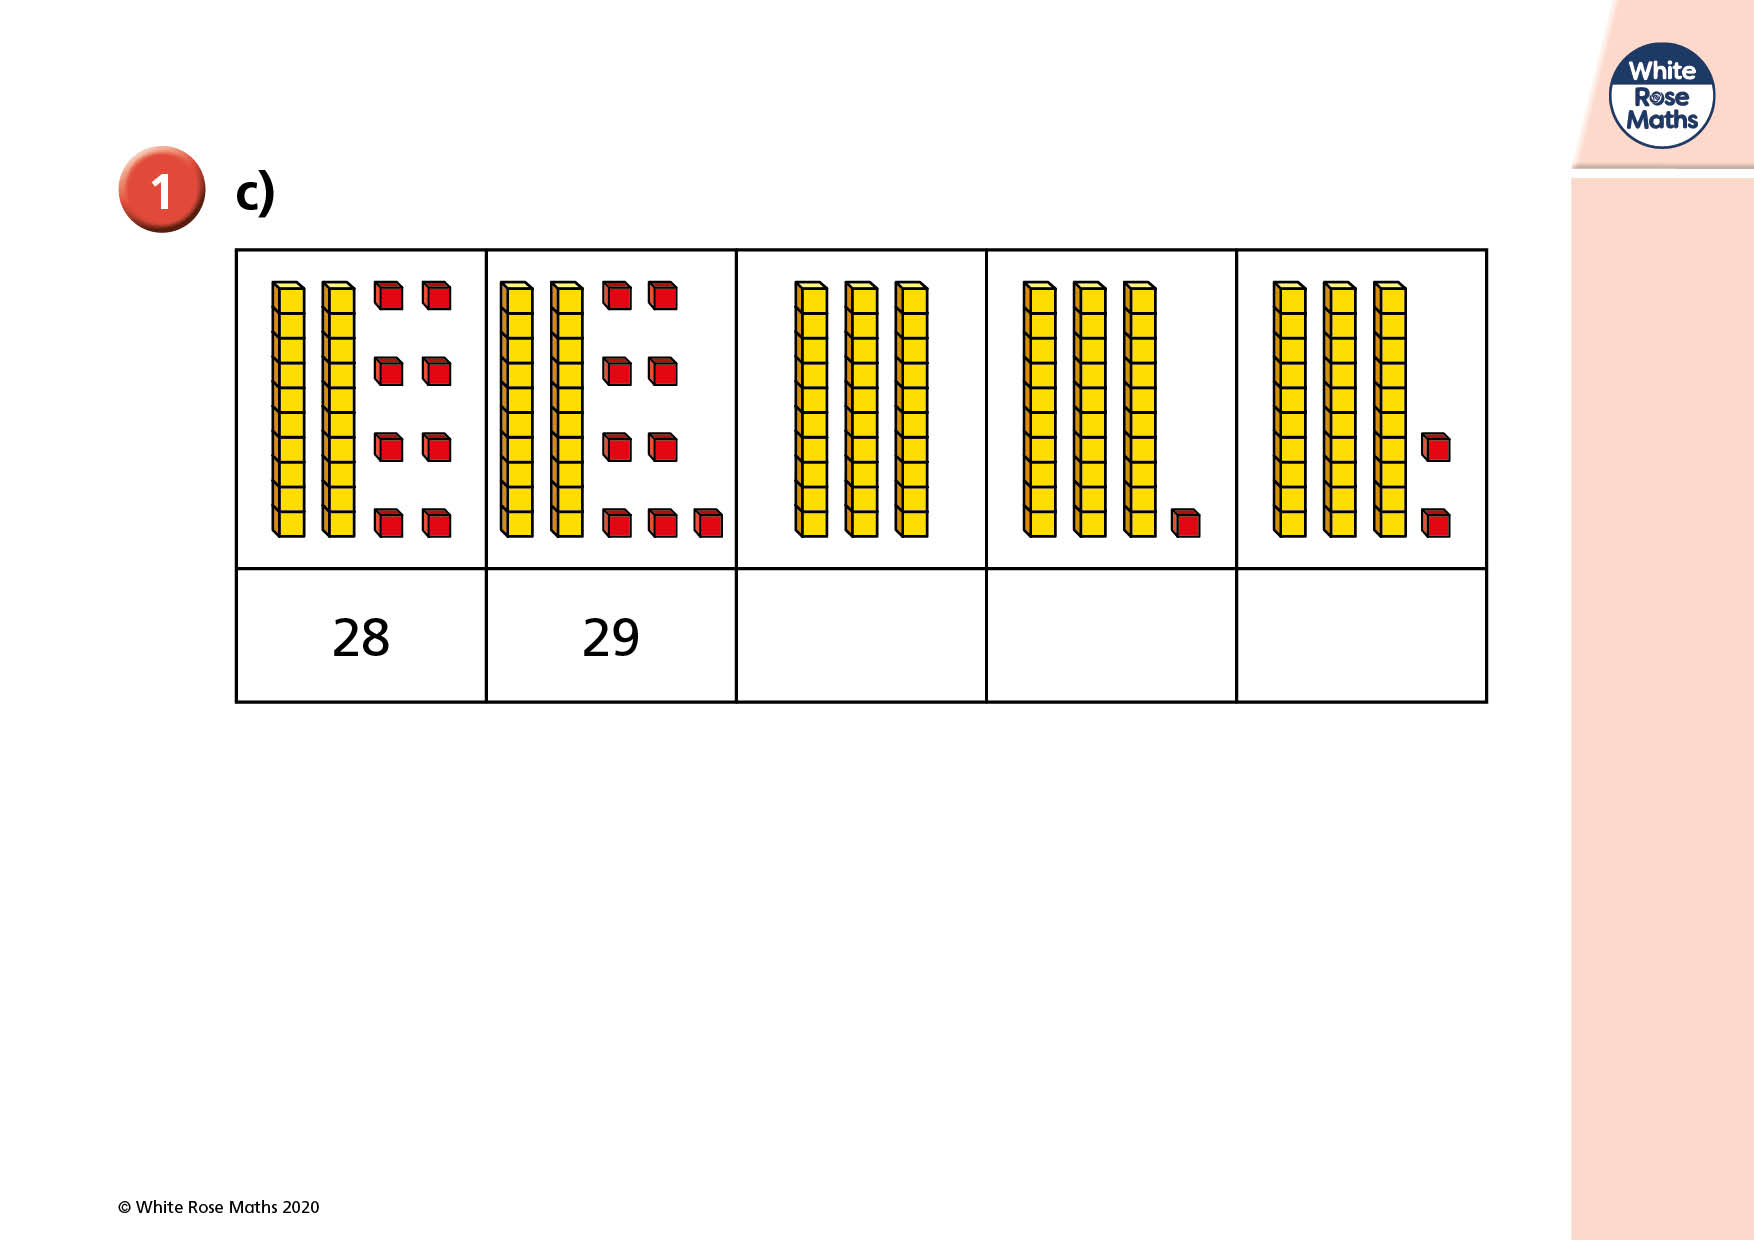 White
Rose
Maths
1 c)
28 29
© White Rose Maths 2020